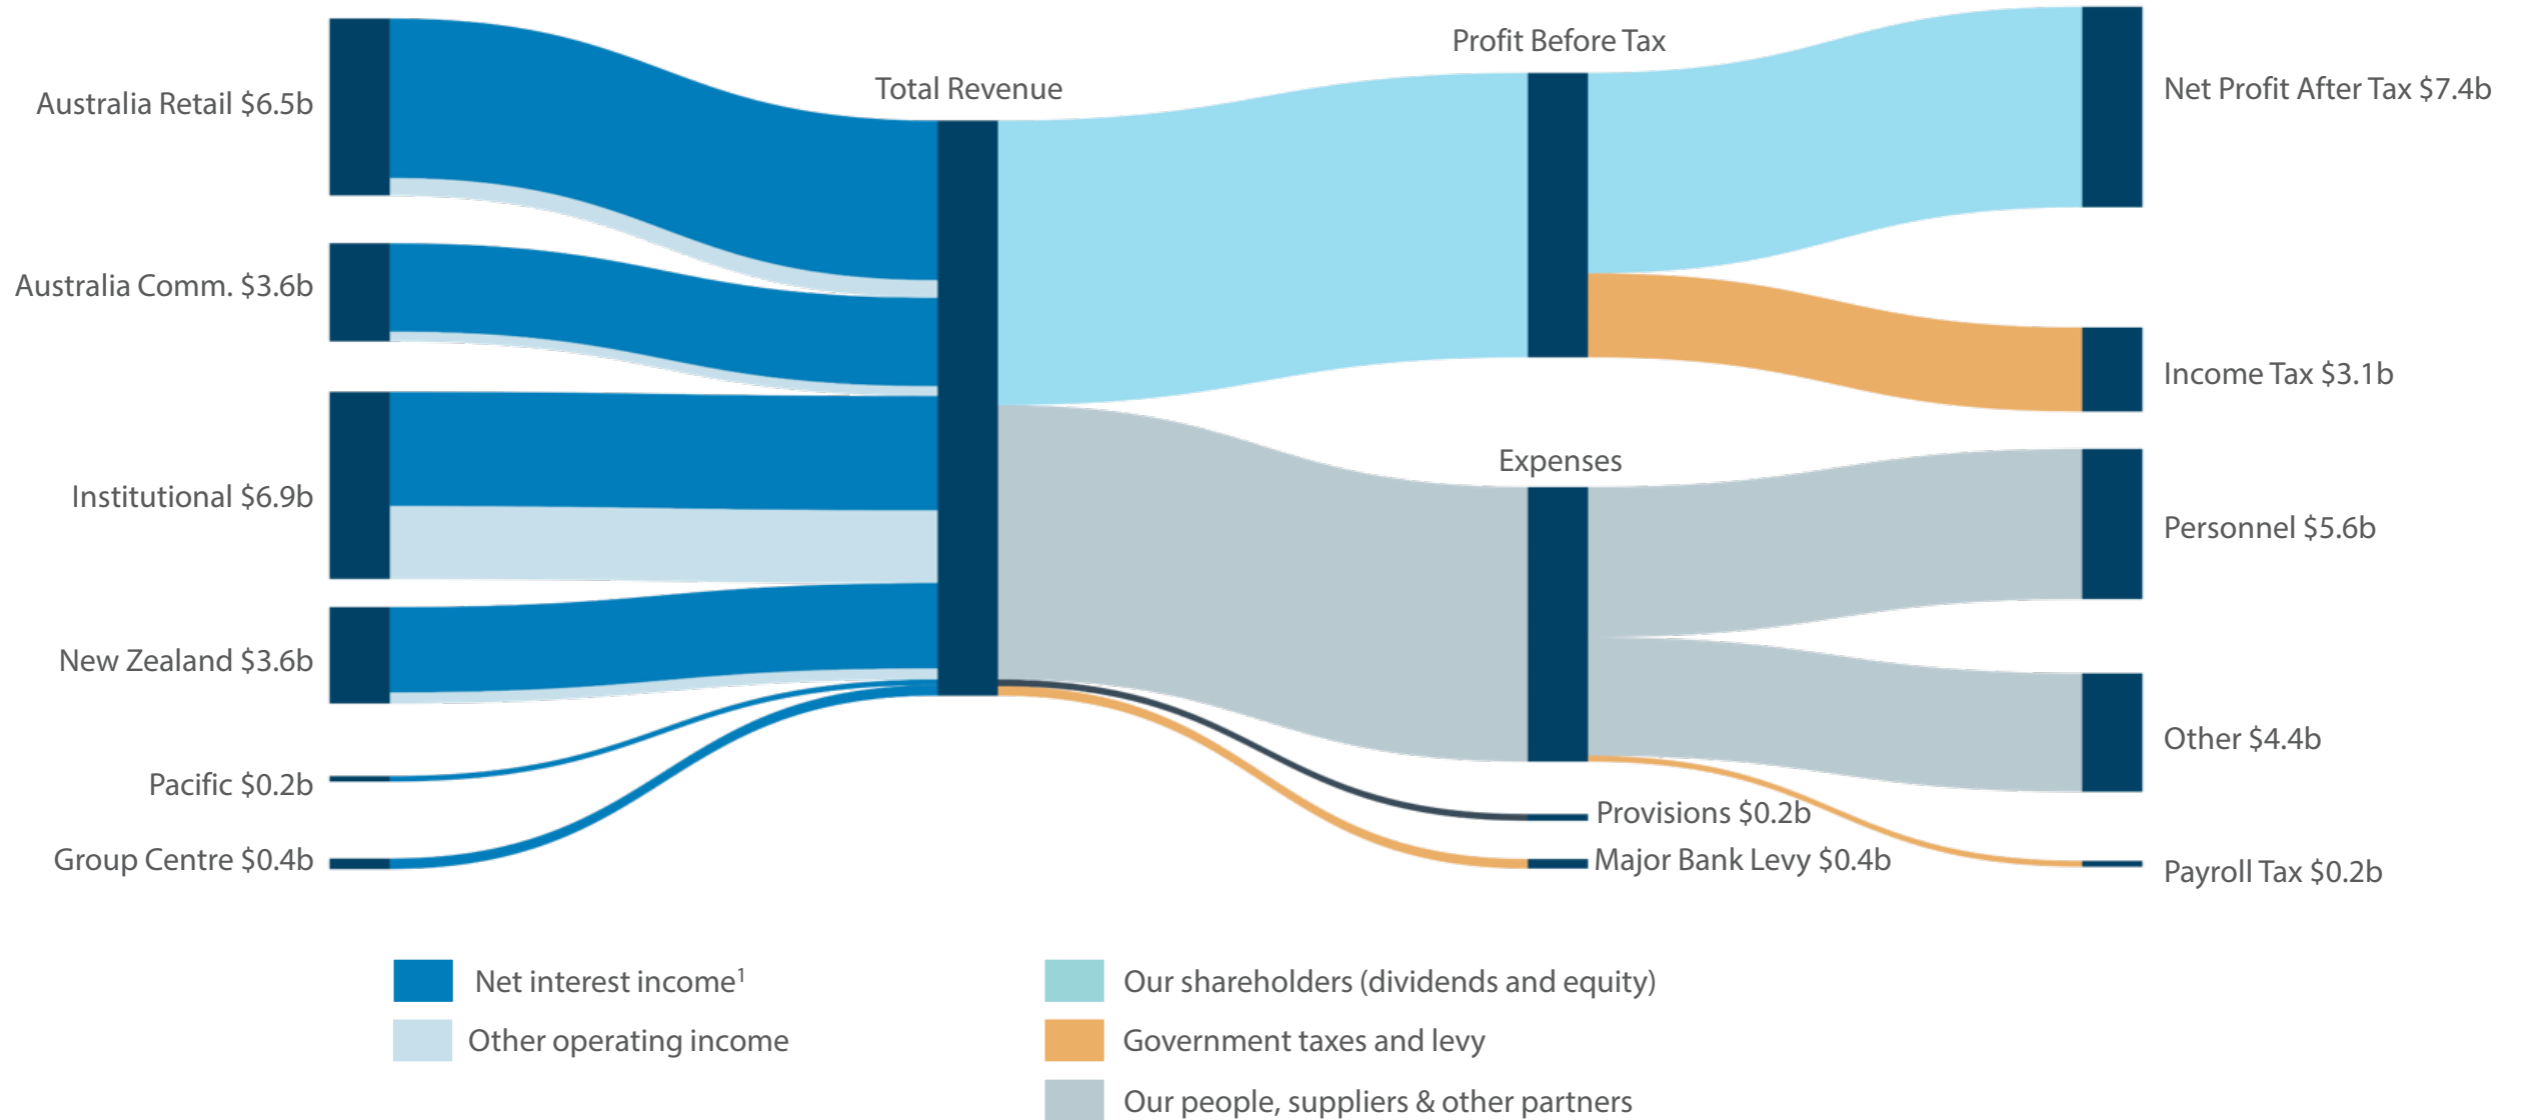 Australia Retail $6.5b
Australia Comm. $3.6b
Institutional $6.9b
New Zealand $3.6b
Pacific $0.2b
Group Centre $0.4b
Total Revenue
Profit Before Tax
Expenses
Provisions $0.2b
Major Bank Levy $0.4b
Net Profit After Tax $7.4b
Income Tax $3.1b
Personnel $5.6b
Other $4.4b
Payroll Tax $0.2b
Net interest income¹
Other operating income
Our shareholders (dividends and equity)
Government taxes and levy
Our people, suppliers & other partners